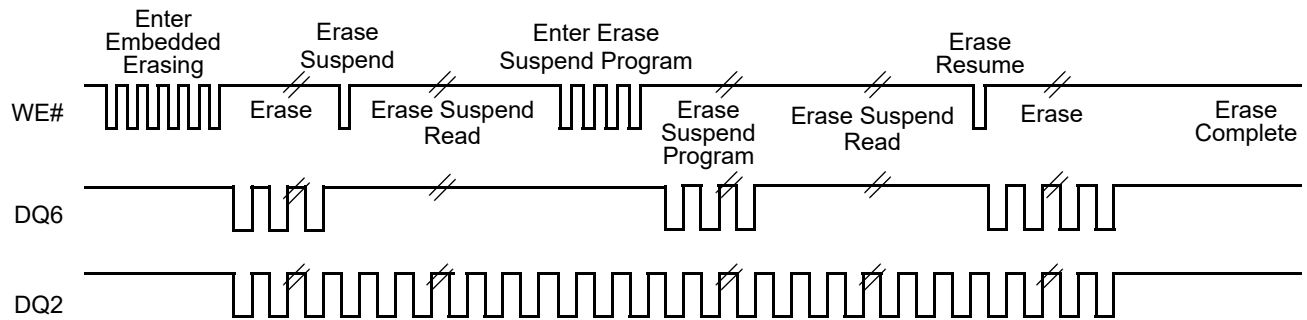 Enter
Embedded
Erasing
Erase
Suspend
Enter Erase
Suspend Program
Erase
Resume
WE#
Erase
Erase Suspend
Read
Erase
Suspend
Program
Erase Suspend
Read
Erase
Erase
Complete
DQ6
DQ2